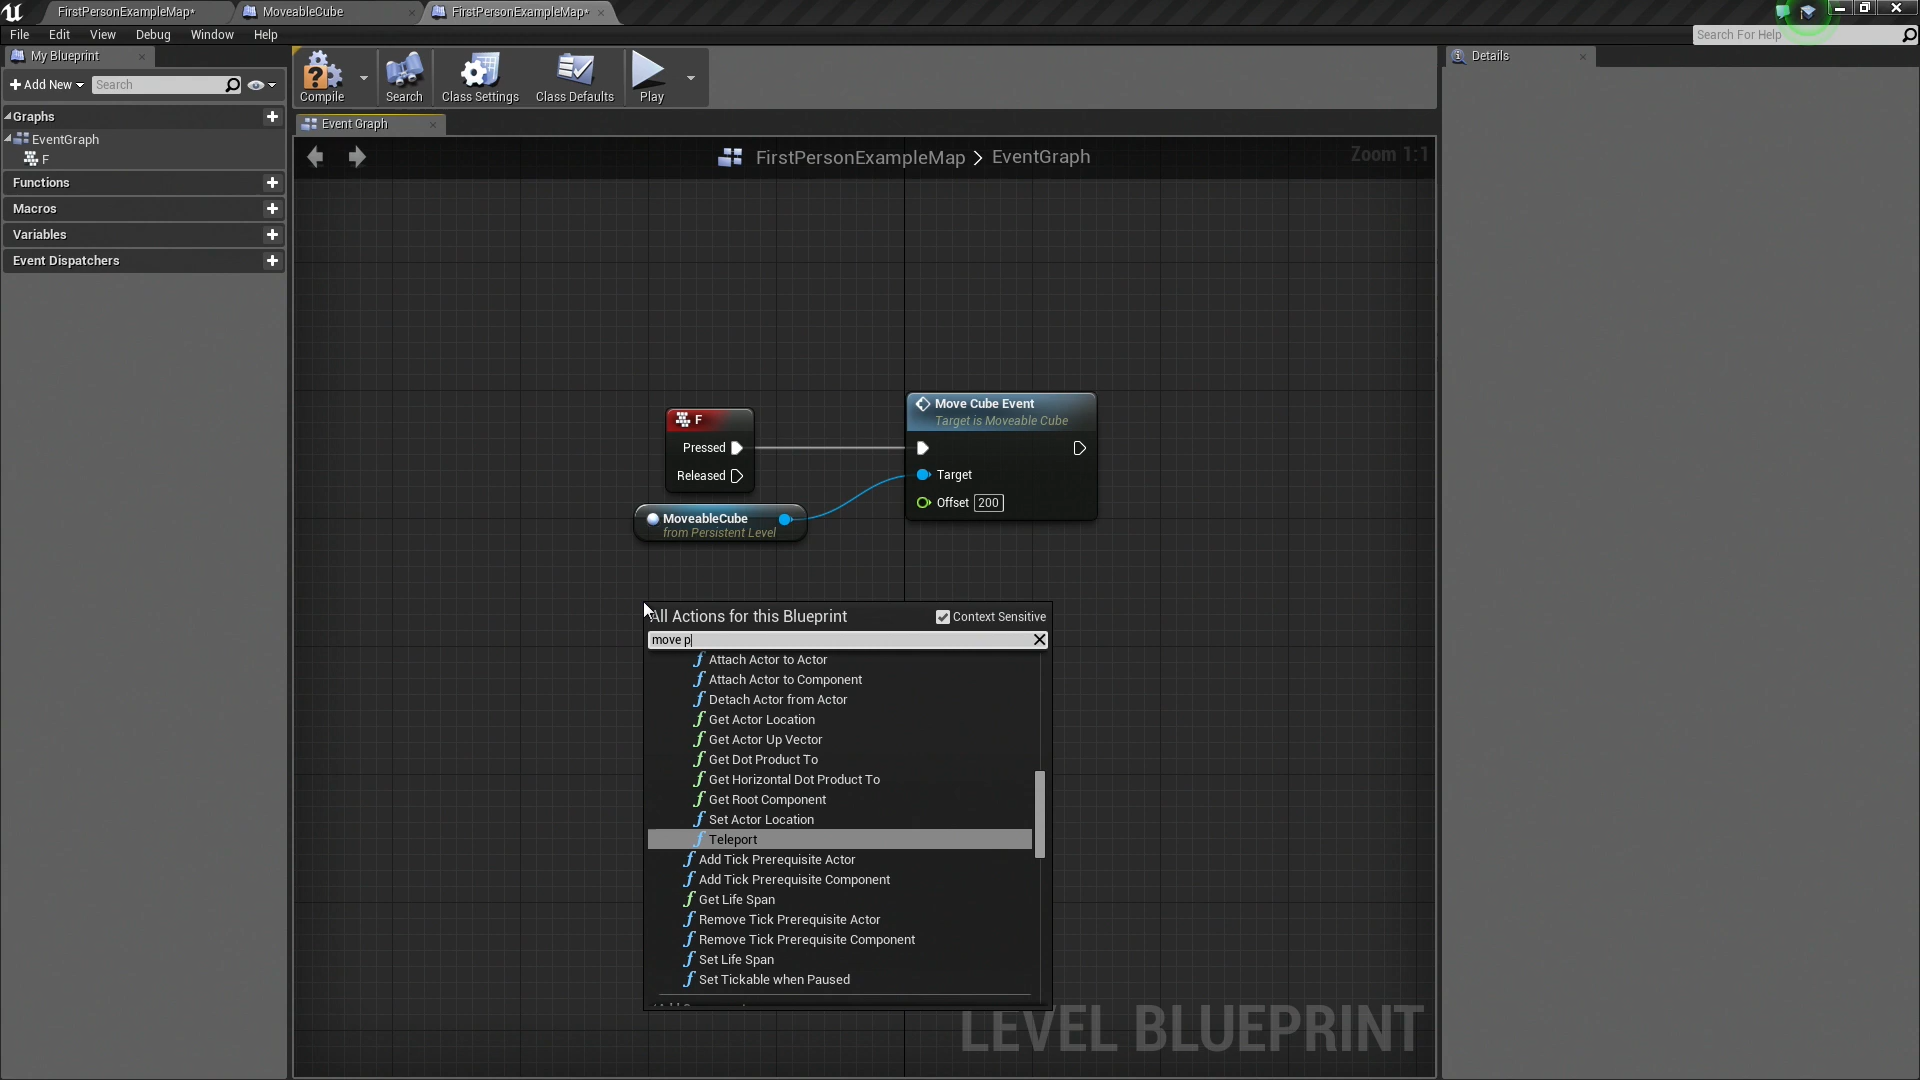 FirstPersonExampleMap*
MoveableCube
FirstPersonExampleMap*
File Edit View Debug Window Help
Search For Help
My Blueprint
Add New
Search
Graphs
EventGraph
F
Functions
Macros
Variables
Event Dispatchers
Compile
Search
Class Settings
Class Defaults
Play
Details
Event Graph
FirstPersonExampleMap > EventGraph
Zoom 1:1
F
Pressed
Released
MoveableCube
from Persistent Level
Move Cube Event
Target is Moveable Cube
Target
Offset 200
All Actions for this Blueprint
Context Sensitive
move p
Attach Actor to Actor
Attach Actor to Component
Detach Actor from Actor
Get Actor Location
Get Actor Up Vector
Get Dot Product To
Get Horizontal Dot Product To
Get Root Component
Set Actor Location
Teleport
Add Tick Prerequisite Actor
Add Tick Prerequisite Component
Get Life Span
Remove Tick Prerequisite Actor
Remove Tick Prerequisite Component
Set Life Span
Set Tickable when Paused
LEVEL BLUEPRINT